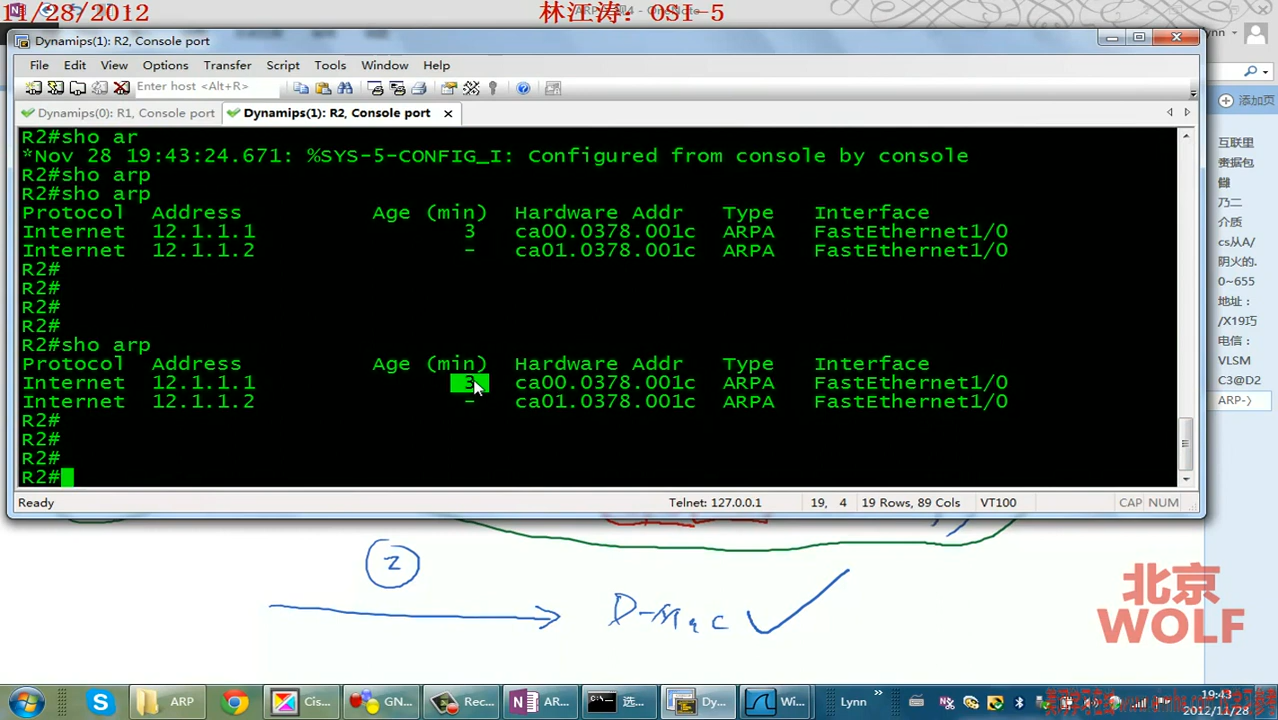 11/28/2012
林江涛：OSI-5
Dynamips(1): R2, Console port
File Edit View Options Transfer Script Tools Window Help
Enter host <Alt+R>
添加页
Dynamips(0): R1, Console port
Dynamips(1): R2, Console port
R2#sho ar
*Nov 28 19:43:24.671: %SYS-5-CONFIG_I: Configured from console by console
R2#sho arp
R2#sho arp
Protocol Address Age (min) Hardware Addr Type Interface
Internet 12.1.1.1 3 ca00.0378.001c ARPA FastEthernet1/0
Internet 12.1.1.2 - ca01.0378.001c ARPA FastEthernet1/0
R2#
R2#
R2#
R2#
R2#sho arp
Protocol Address Age (min) Hardware Addr Type Interface
Internet 12.1.1.1 3 ca00.0378.001c ARPA FastEthernet1/0
Internet 12.1.1.2 - ca01.0378.001c ARPA FastEthernet1/0
R2#
R2#
R2#
R2#
Ready Telnet: 127.0.0.1 19, 4 19 Rows, 89 Cols VT100 CAP NUM
互联里
乃二
介质
cs从A/
0~655
地址：
/X19巧
电信：
VLSM
C3@D2
ARP-〉
2
D-Mac
北京
WOLF
ARP
Cis...
GN...
Rec...
AR...
选...
Dy...
Wi...
Lynn
19:43
2012/11/28